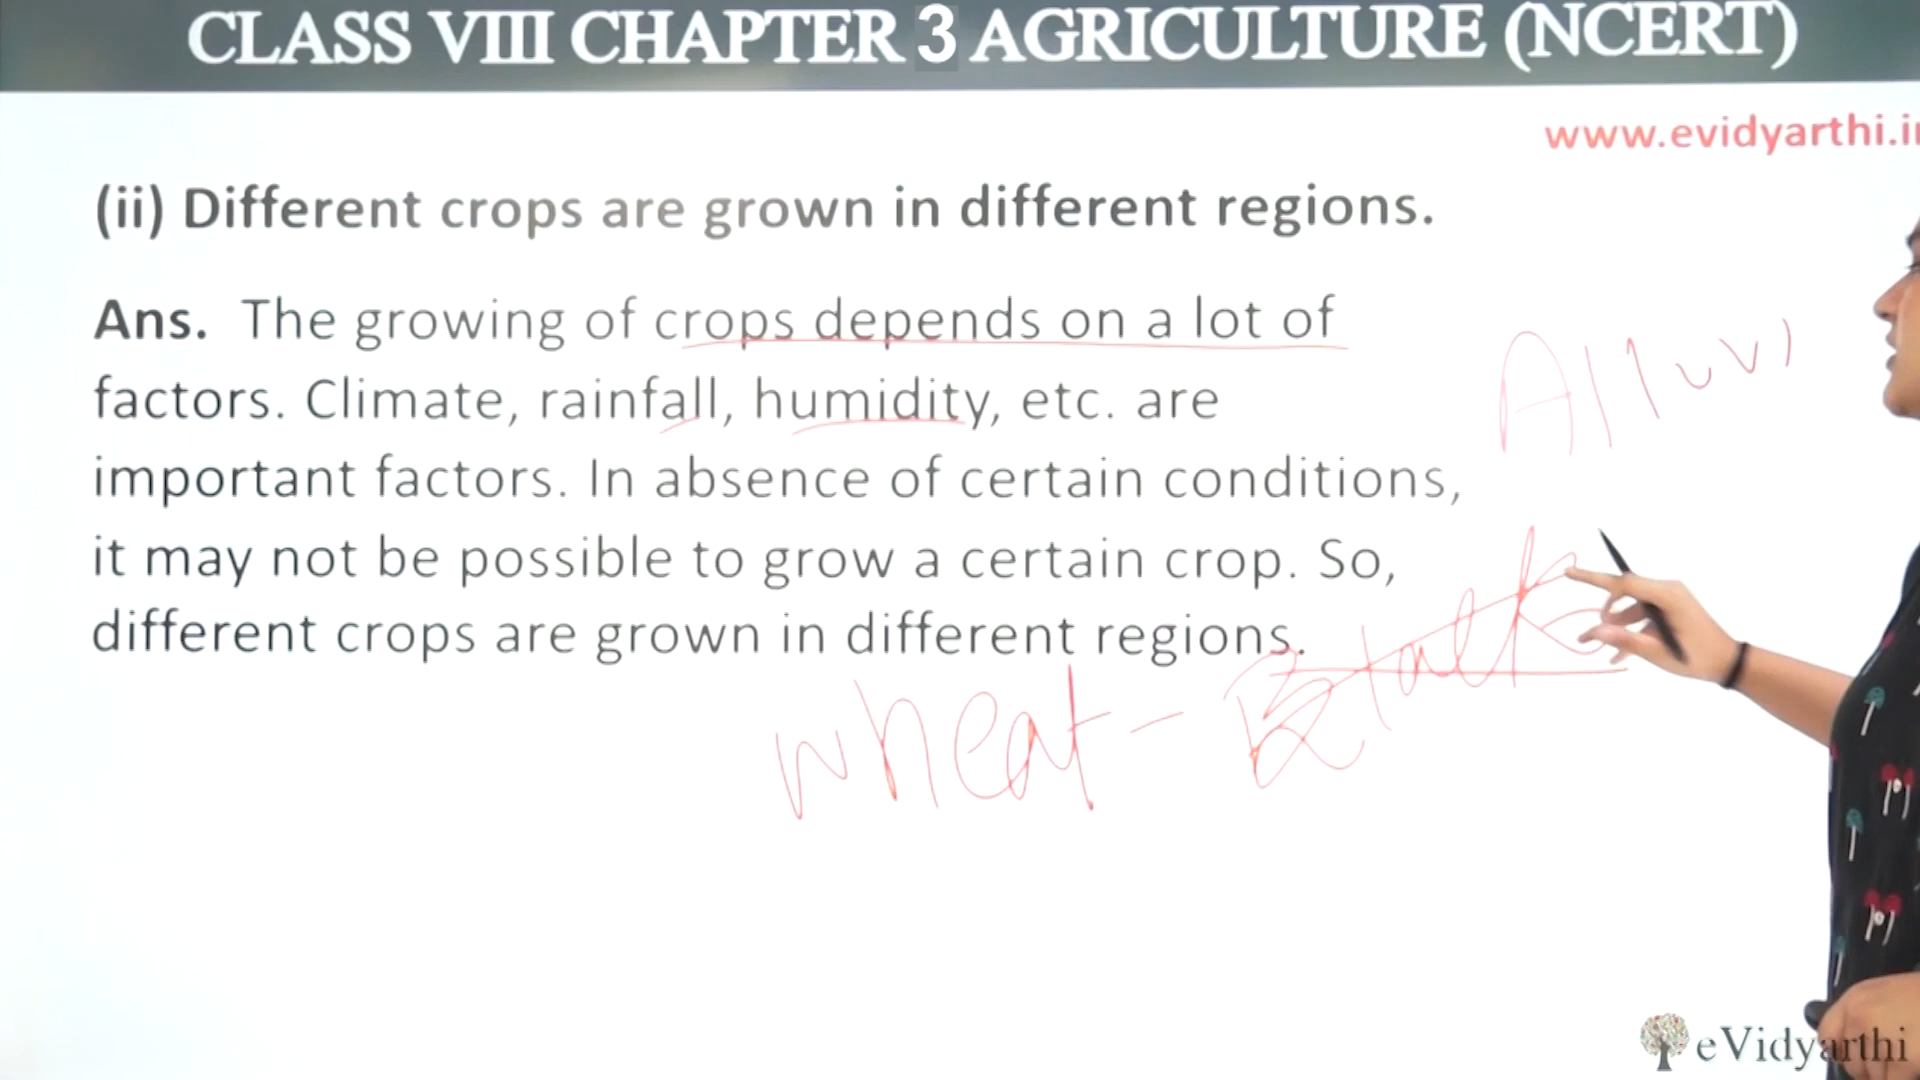 CLASS VIII CHAPTER 3 AGRICULTURE (NCERT)
www.evidyarthi.in
(ii) Different crops are grown in different regions.
Ans. The growing of crops depends on a lot of
factors. Climate, rainfall, humidity, etc. are
important factors. In absence of certain conditions,
it may not be possible to grow a certain crop. So,
different crops are grown in different regions.
Alluvi
wheat -
eVidyarthi